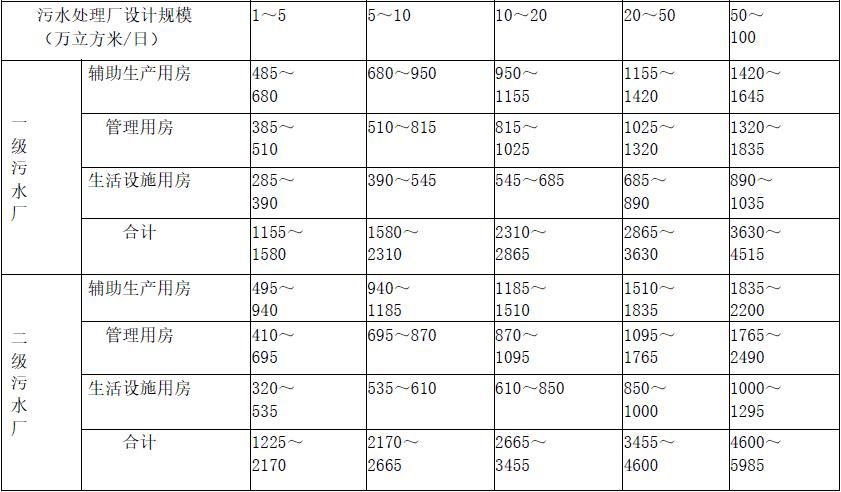 污水处理厂设计规模 1～5 5～10 10～20 20～50 50～
（万立方米/日） 100
一级污水厂
辅助生产用房 485～ 680～950 950～ 1155～ 1420～
680 1155 1420 1645
管理用房 385～ 510～815 815～ 1025～ 1320～
510 1025 1320 1835
生活设施用房 285～ 390～545 545～685 685～ 890～
390 890 1035
合计 1155～ 1580～ 2310～ 2865～ 3630～
1580 2310 2865 3630 4515
二级污水厂
辅助生产用房 495～ 940～ 1185～ 1510～ 1835～
940 1185 1510 1835 2200
管理用房 410～ 695～870 870～ 1095～ 1765～
695 1095 1765 2490
生活设施用房 320～ 535～610 610～850 850～ 1000～
535 1000 1295
合计 1225～ 2170～ 2665～ 3455～ 4600～
2170 2665 3455 4600 5985